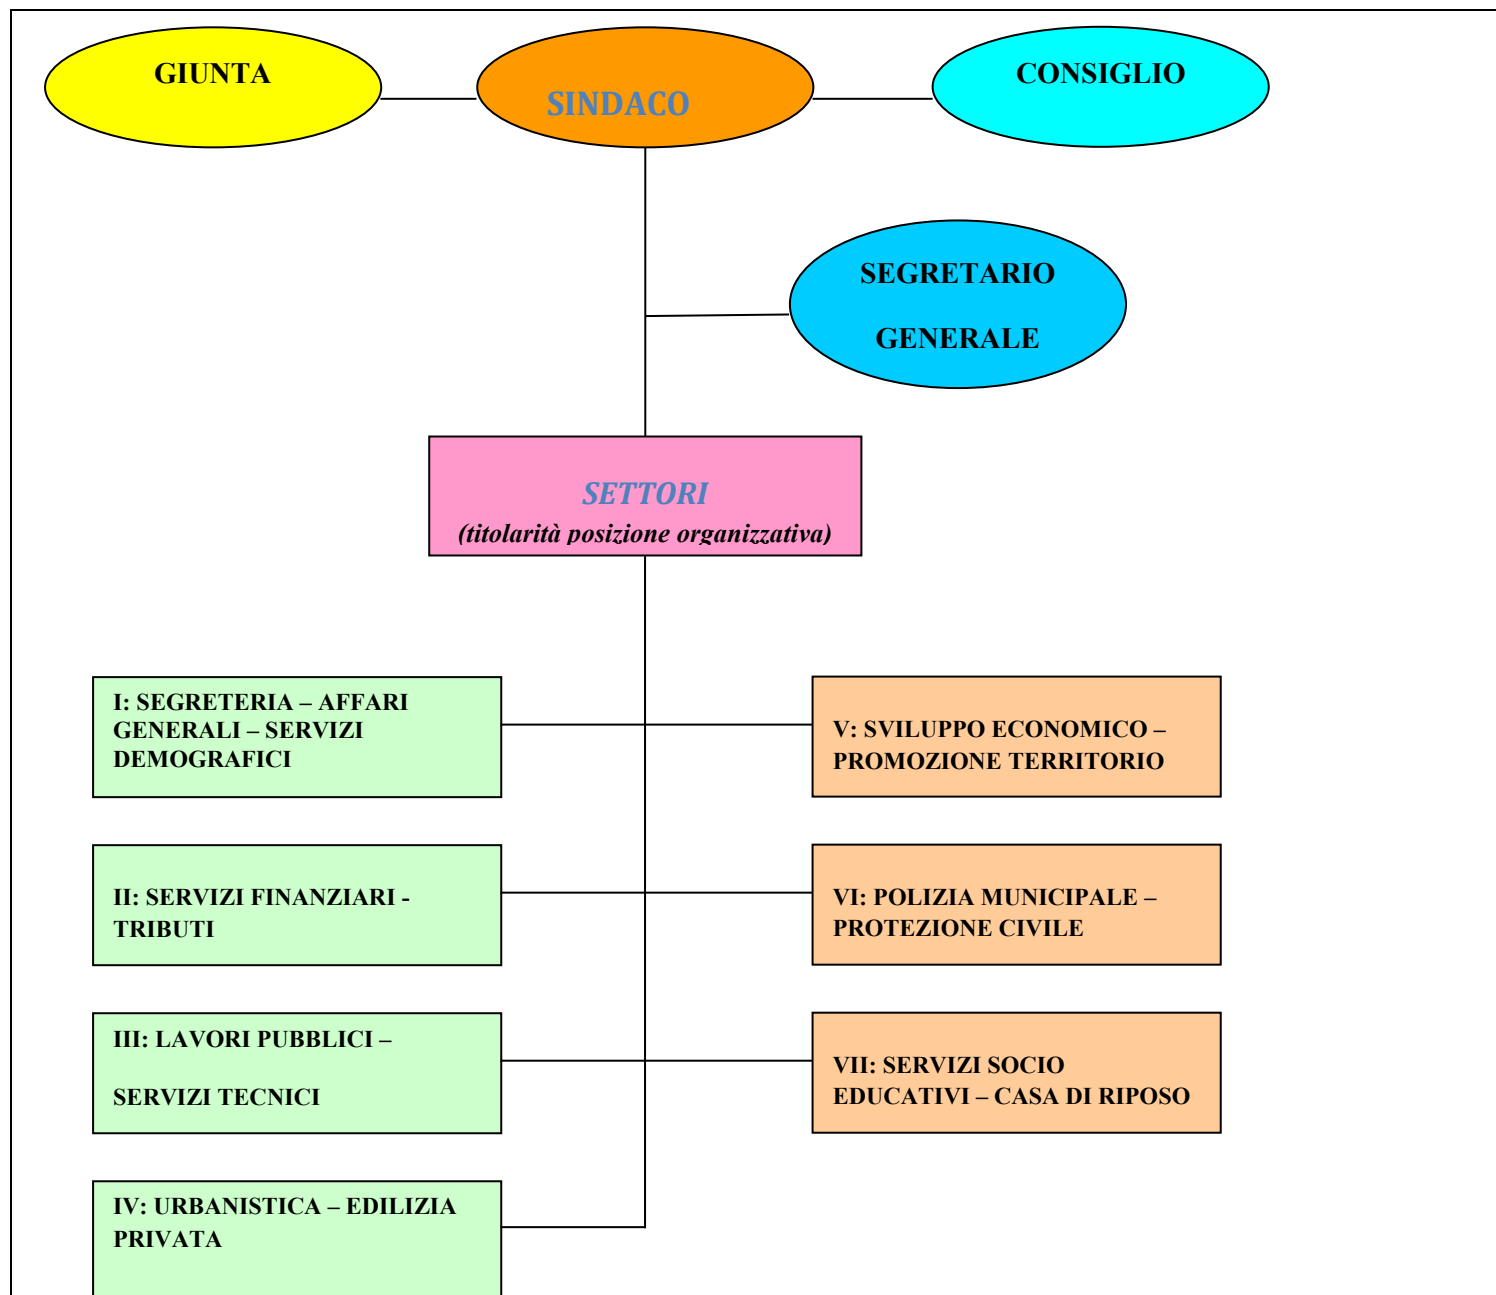 GIUNTA
SINDACO
CONSIGLIO
SEGRETARIO
GENERALE
SETTORI
(titolarità posizione organizzativa)
I: SEGRETERIA – AFFARI
GENERALI – SERVIZI
DEMOGRAFICI
V: SVILUPPO ECONOMICO –
PROMOZIONE TERRITORIO
II: SERVIZI FINANZIARI -
TRIBUTI
VI: POLIZIA MUNICIPALE –
PROTEZIONE CIVILE
III: LAVORI PUBBLICI –
SERVIZI TECNICI
VII: SERVIZI SOCIO
EDUCATIVI – CASA DI RIPOSO
IV: URBANISTICA – EDILIZIA
PRIVATA